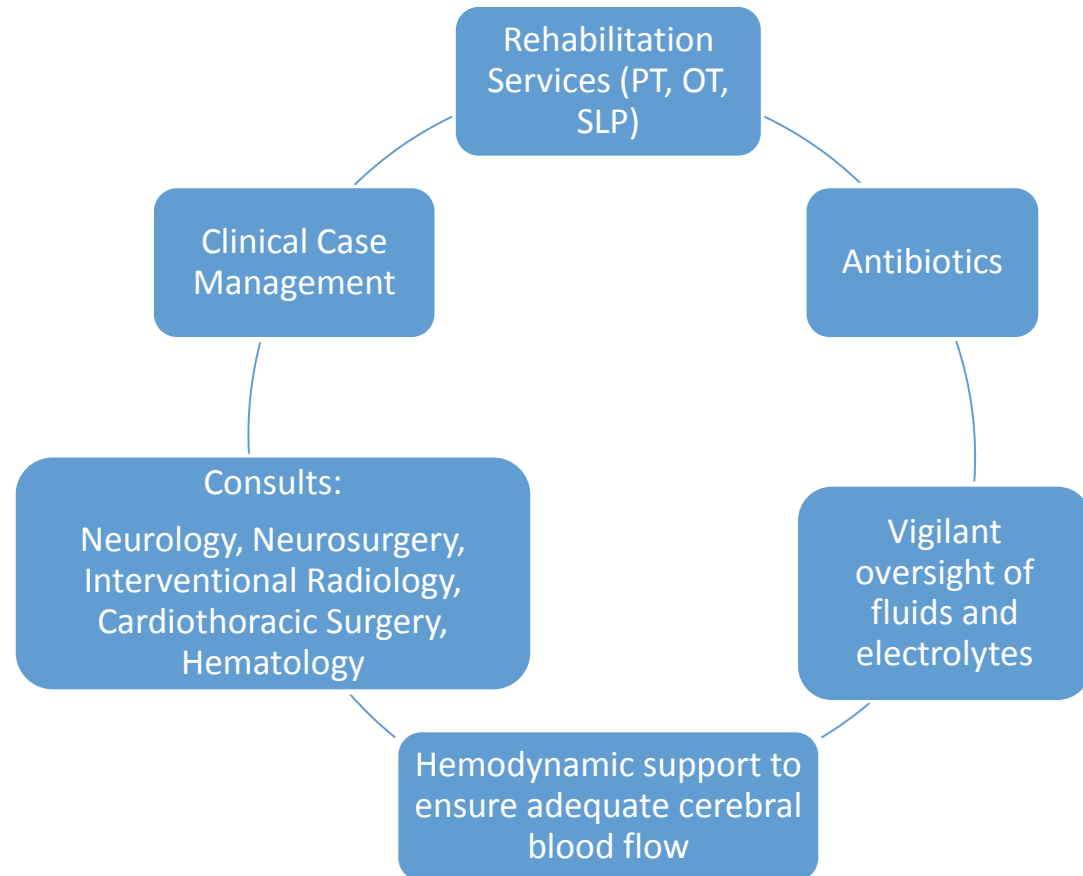 Rehabilitation
Services (PT, OT,
SLP)
Clinical Case
Management
Antibiotics
Consults:
Neurology, Neurosurgery,
Interventional Radiology,
Cardiothoracic Surgery,
Hematology
Vigilant
oversight of
fluids and
electrolytes
Hemodynamic support to
ensure adequate cerebral
blood flow